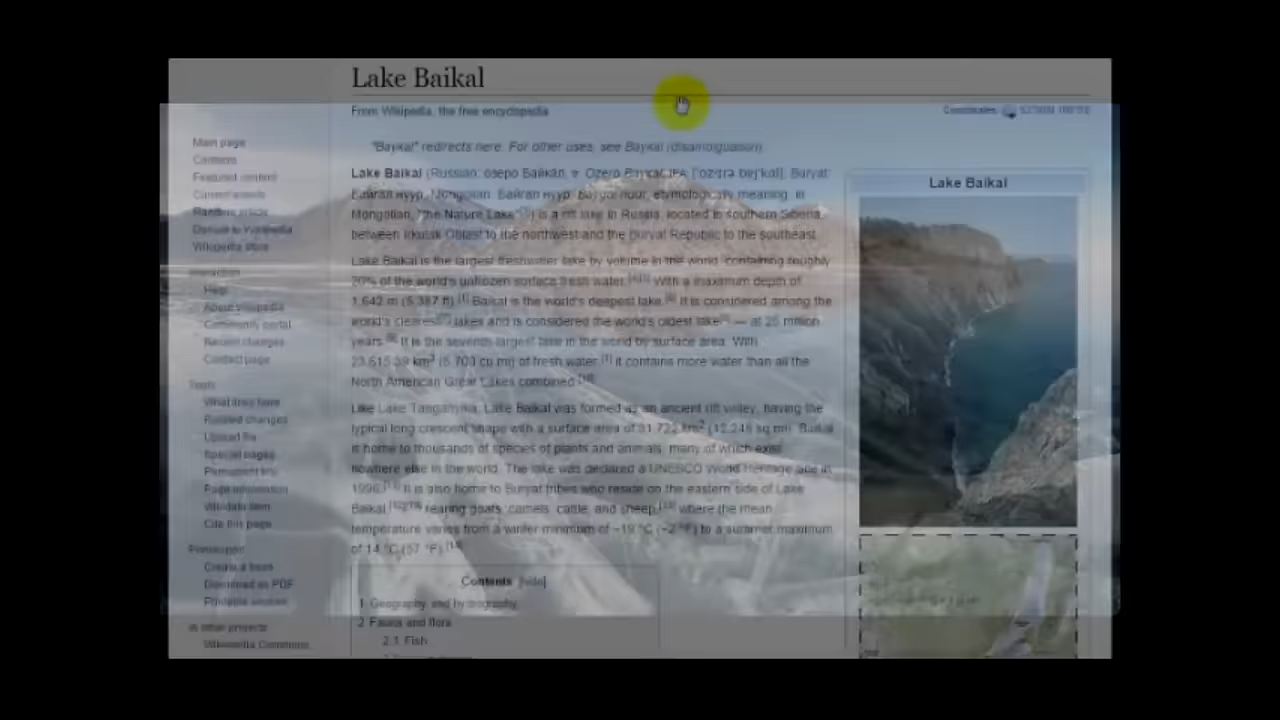 Lake Baikal
From Wikipedia, the free encyclopedia
Coordinates
"Baykal" redirects here. For other uses, see Baykal (disambiguation).
Main page
Contents
Featured content
Current events
Random article
Donate to Wikipedia
Wikipedia store
Interaction
Help
About Wikipedia
Community portal
Recent changes
Contact page
Tools
What links here
Related changes
Upload file
Special pages
Permanent link
Page information
Wikidata item
Cite this page
Print/export
Create a book
Download as PDF
Printable version
In other projects
Wikimedia Commons
Lake Baikal (Russian: озеро Байкал, tr. Ozero Baykal, IPA:
Mongolian, "the Nature Lake" is a rift lake in Russia, located in southern Siberia,
between Irkutsk Oblast to the northwest and the Buryat Republic to the southeast.
Lake Baikal is the largest freshwater lake by volume in the world, containing roughly
20% of the world's unfrozen surface fresh water. With a maximum depth of
1,642 m (5,387 ft),[1] Baikal is the world's deepest lake. It is considered among the
world's clearest lakes and is considered the world's oldest lake — at 25 million
years. It is the seventh-largest lake in the world by surface area. With
23,615.39 km3 (5,700 cu mi) of fresh water,[1] it contains more water than all the
North American Great Lakes combined.
Like Lake Tanganyika, Lake Baikal was formed as an ancient rift valley, having the
typical long crescent shape with a surface area of 31,722 km2 (12,248 sq mi). Baikal
is home to thousands of species of plants and animals, many of which exist
nowhere else in the world. The lake was declared a UNESCO World Heritage Site in
1996. It is also home to Buryat tribes who reside on the eastern side of Lake
Baikal, rearing goats, camels, cattle, and sheep, where the mean
temperature varies from a winter minimum of −19 °C (−2 °F) to a summer maximum
of 14 °C (57 °F).
Contents [hide]
1 Geography and hydrography
2 Fauna and flora
2.1 Fish
Lake Baikal